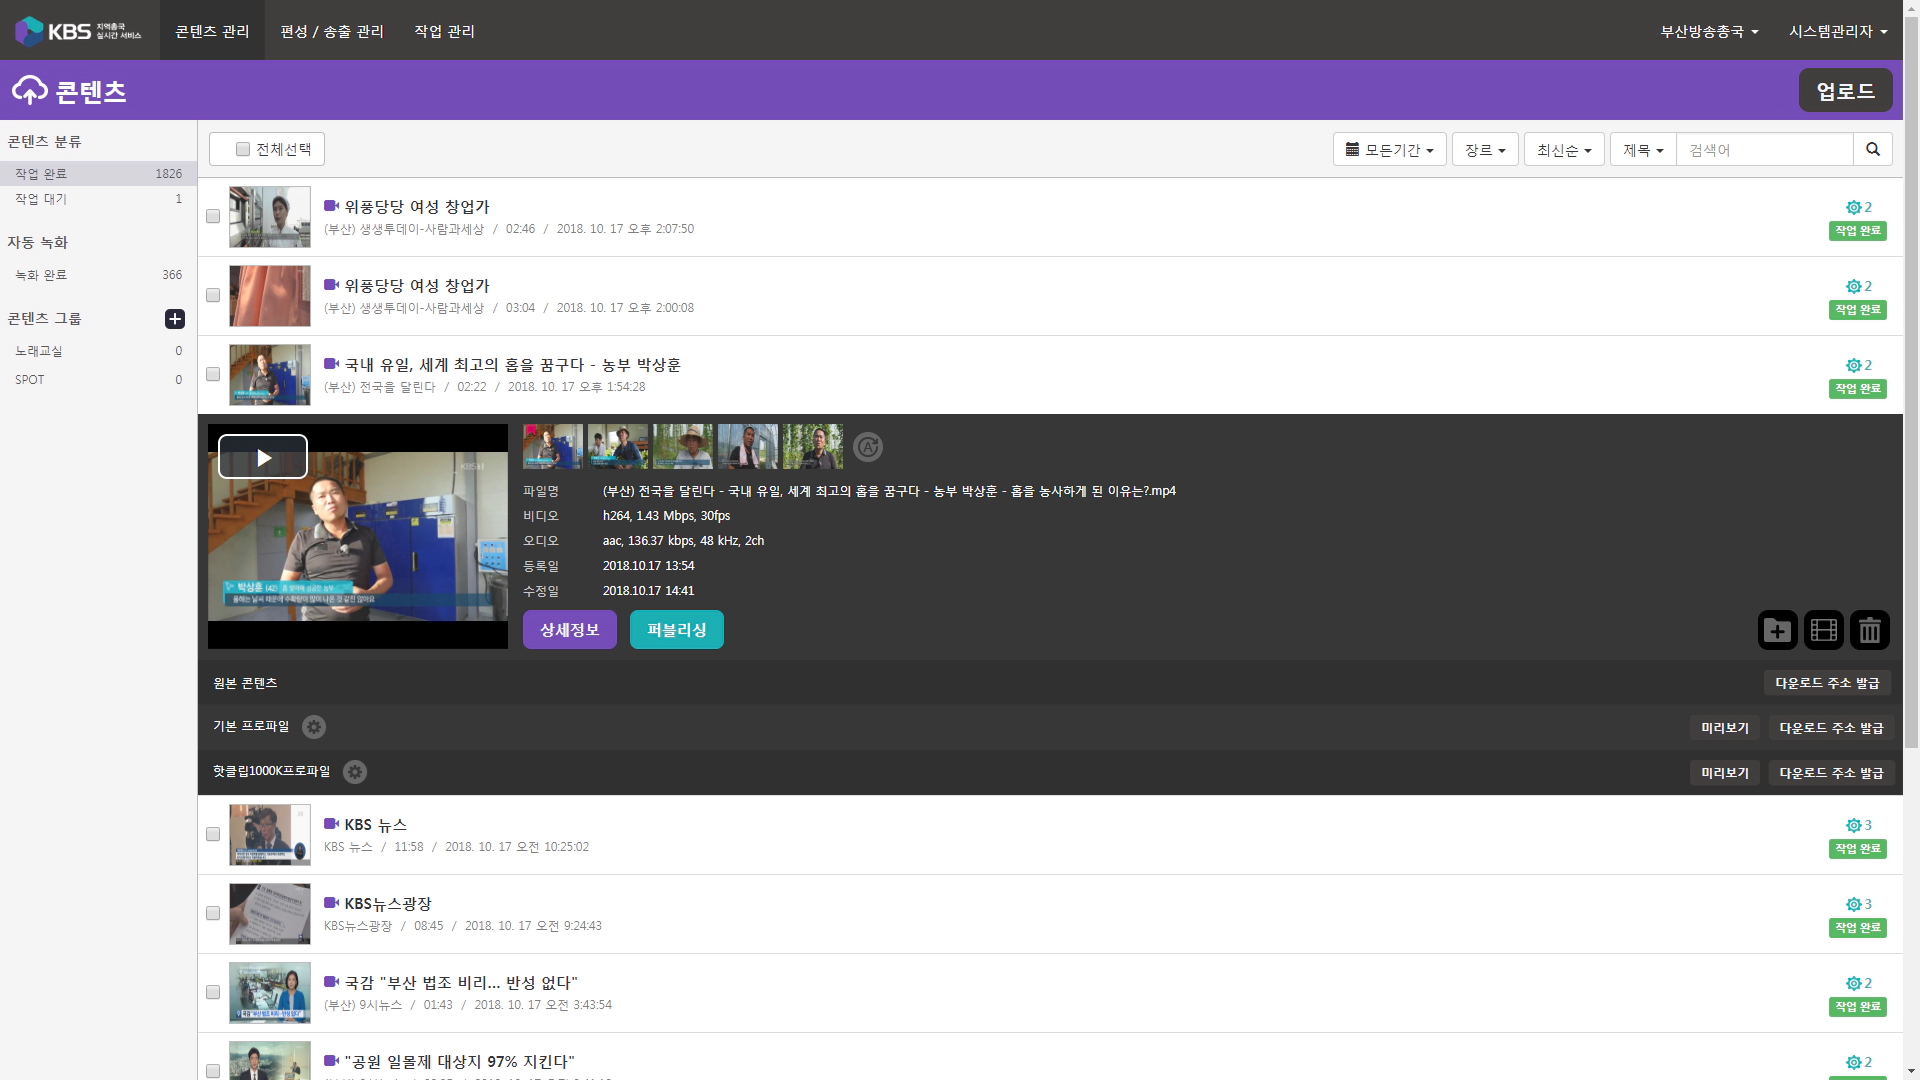 KBS 지역총국 실시간 서비스
콘텐츠 관리
편성 / 송출 관리
작업 관리
부산방송총국
시스템관리자
콘텐츠
업로드
콘텐츠 분류
작업 완료 1826
작업 대기 1
자동 녹화
녹화 완료 366
콘텐츠 그룹
노래교실 0
SPOT 0
전체선택
모든기간
장르
최신순
제목
검색어
위풍당당 여성 창업가
(부산) 생생투데이-사람과세상 / 02:46 / 2018. 10. 17 오후 2:07:50
2
작업 완료
위풍당당 여성 창업가
(부산) 생생투데이-사람과세상 / 03:04 / 2018. 10. 17 오후 2:00:08
2
작업 완료
국내 유일, 세계 최고의 홉을 꿈구다 - 농부 박상훈
(부산) 전국을 달린다 / 02:22 / 2018. 10. 17 오후 1:54:28
2
작업 완료
박상훈 (42)
파일명 (부산) 전국을 달린다 - 국내 유일, 세계 최고의 홉을 꿈구다 - 농부 박상훈 - 홉을 농사하게 된 이유는?.mp4
비디오 h264, 1.43 Mbps, 30fps
오디오 aac, 136.37 kbps, 48 kHz, 2ch
등록일 2018.10.17 13:54
수정일 2018.10.17 14:41
상세정보
퍼블리싱
원본 콘텐츠
다운로드 주소 발급
기본 프로파일
미리보기
다운로드 주소 발급
핫클립1000K프로파일
미리보기
다운로드 주소 발급
KBS 뉴스
KBS 뉴스 / 11:58 / 2018. 10. 17 오전 10:25:02
3
작업 완료
KBS뉴스광장
KBS뉴스광장 / 08:45 / 2018. 10. 17 오전 9:24:43
3
작업 완료
국감 "부산 법조 비리... 반성 없다"
(부산) 9시뉴스 / 01:43 / 2018. 10. 17 오전 3:43:54
2
작업 완료
"공원 일몰제 대상지 97% 지킨다"
2